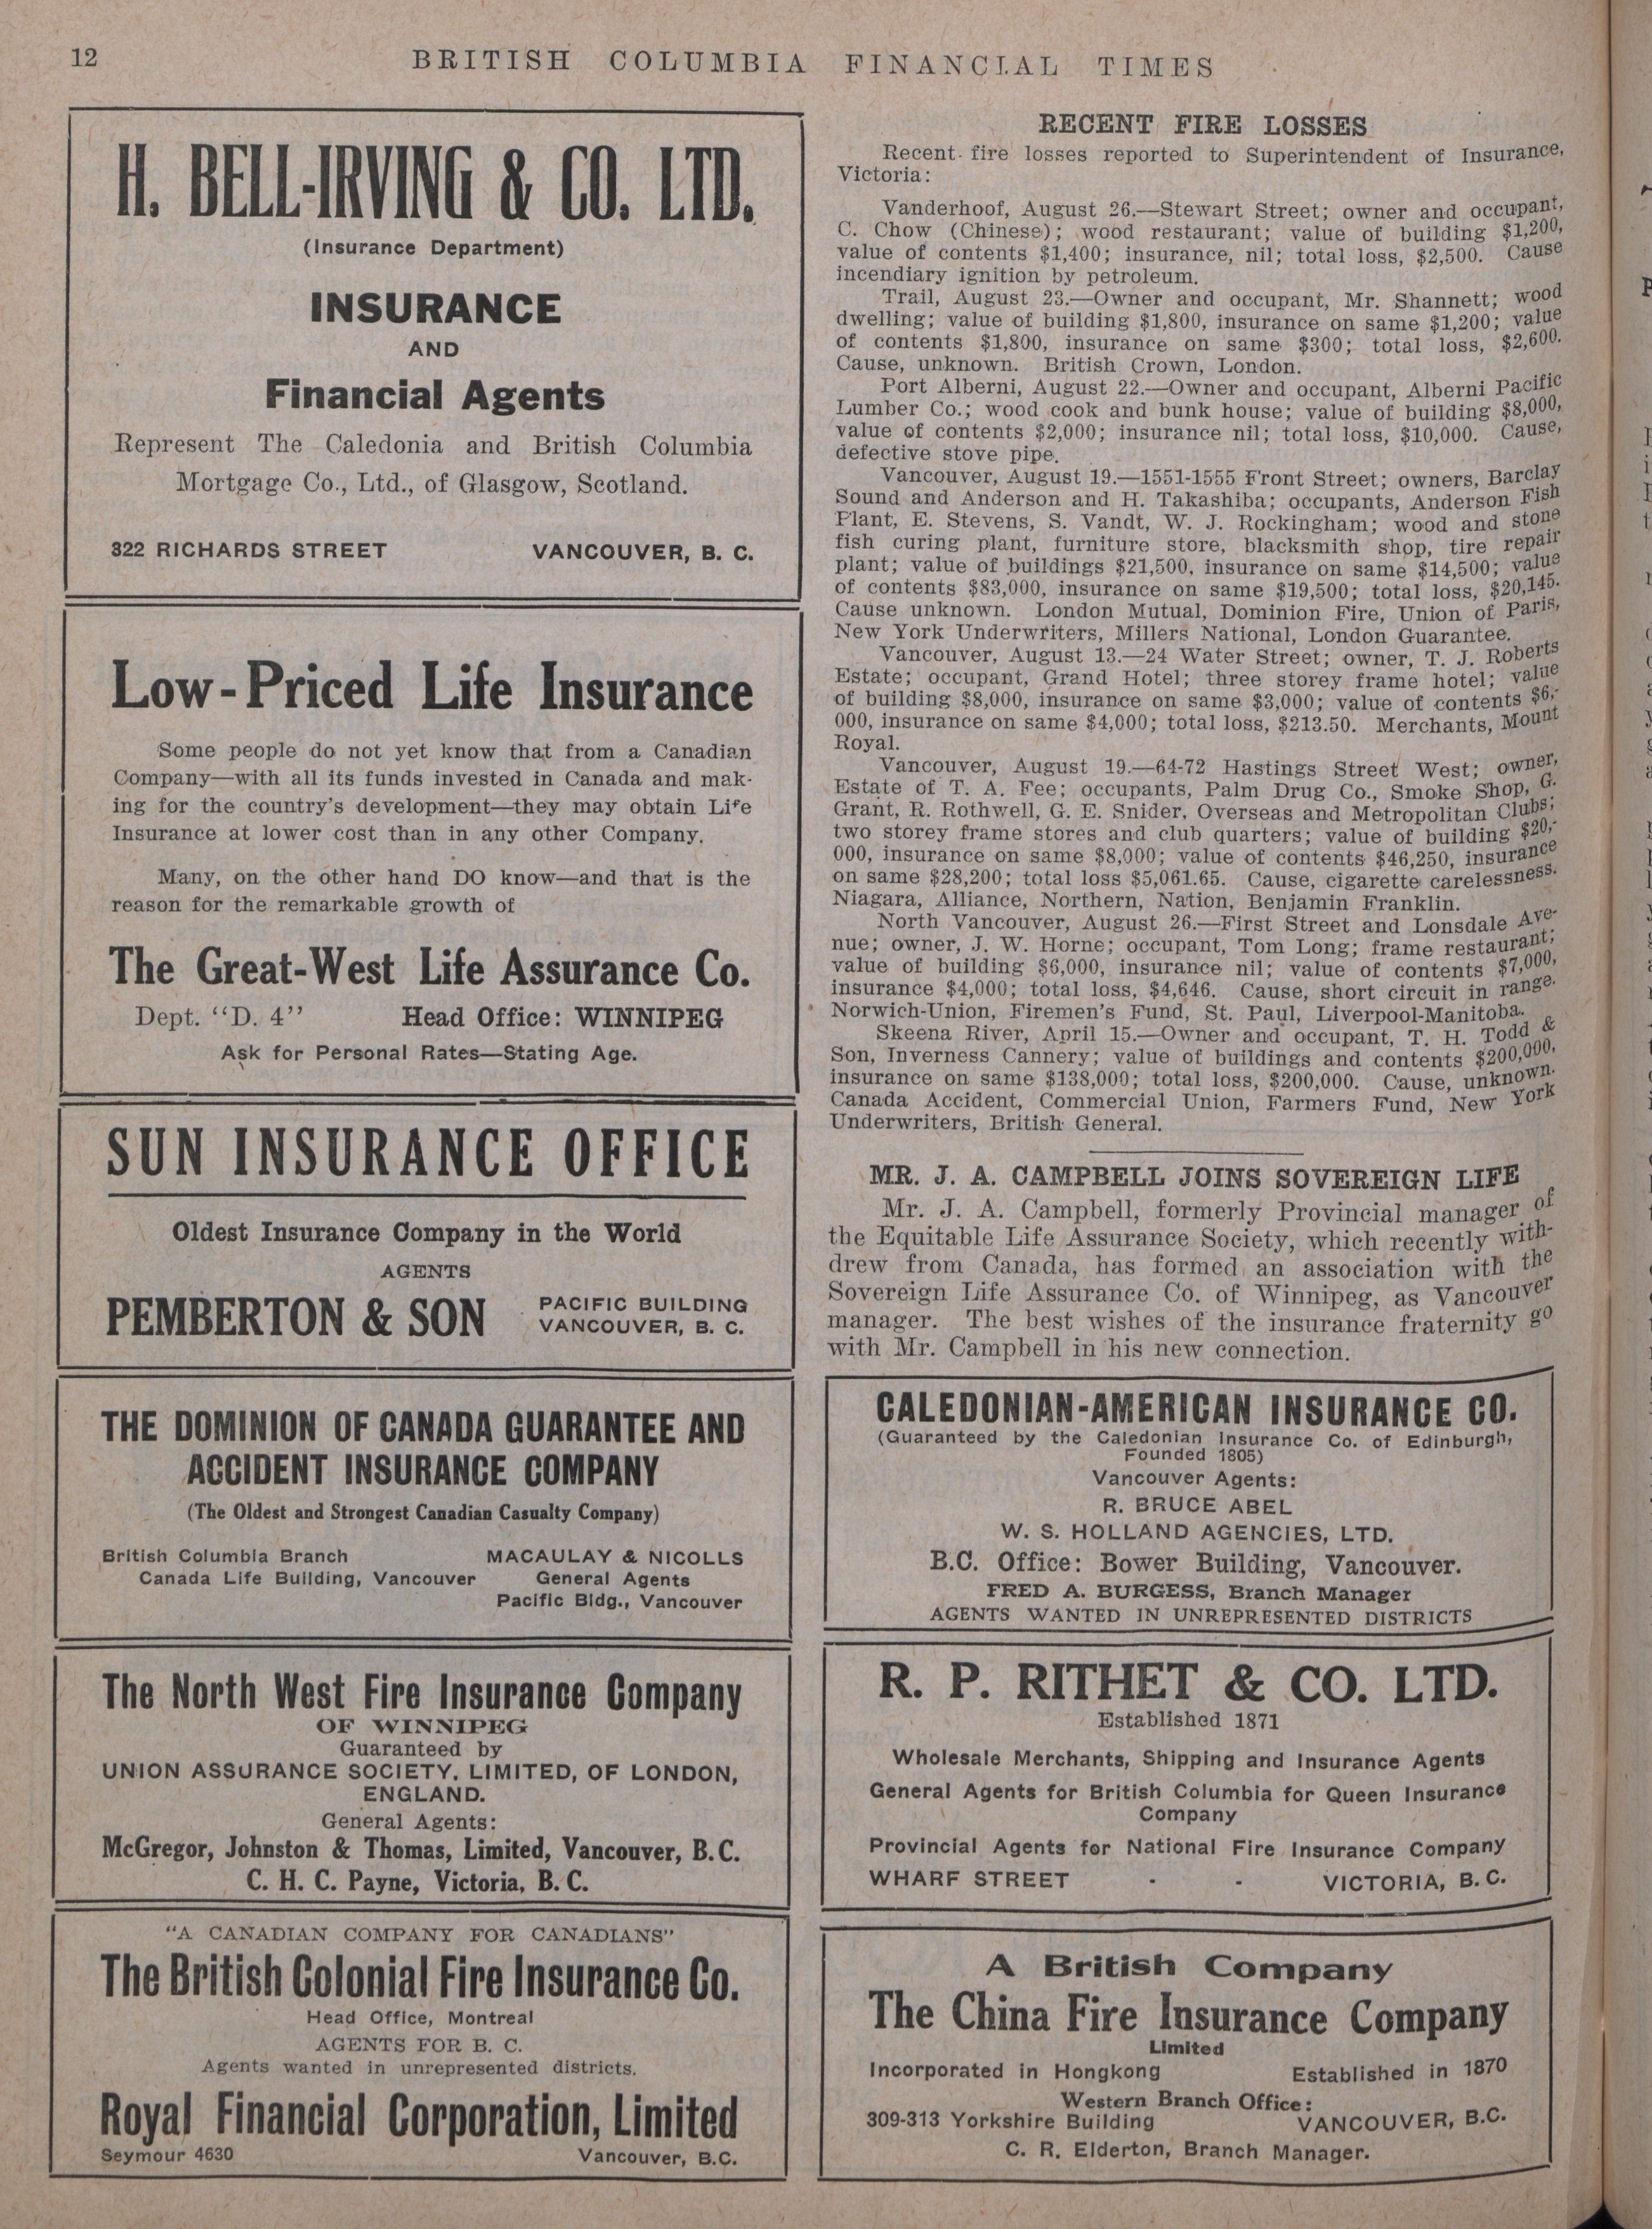 12
BRITISH COLUMBIA FINANCIAL TIMES
H. BELL-IRVING & CO. LTD.
(Insurance Department)
INSURANCE
AND
Financial Agents
Represent The Caledonia and British Columbia
Mortgage Co., Ltd., of Glasgow, Scotland.
322 RICHARDS STREET VANCOUVER, B. C.
Low-Priced Life Insurance
Some people do not yet know that from a Canadian
Company—with all its funds invested in Canada and mak-
ing for the country's development—they may obtain Life
Insurance at lower cost than in any other Company.
Many, on the other hand DO know—and that is the
reason for the remarkable growth of
The Great-West Life Assurance Co.
Dept. "D. 4" Head Office: WINNIPEG
Ask for Personal Rates—Stating Age.
SUN INSURANCE OFFICE
Oldest Insurance Company in the World
AGENTS
PEMBERTON & SON
PACIFIC BUILDING
VANCOUVER, B. C.
THE DOMINION OF CANADA GUARANTEE AND
ACCIDENT INSURANCE COMPANY
(The Oldest and Strongest Canadian Casualty Company)
British Columbia Branch
Canada Life Building, Vancouver
MACAULAY & NICOLLS
General Agents
Pacific Bldg., Vancouver
The North West Fire Insurance Company
OF WINNIPEG
Guaranteed by
UNION ASSURANCE SOCIETY, LIMITED, OF LONDON,
ENGLAND.
General Agents:
McGregor, Johnston & Thomas, Limited, Vancouver, B.C.
C. H. C. Payne, Victoria, B. C.
"A CANADIAN COMPANY FOR CANADIANS"
The British Colonial Fire Insurance Co.
Head Office, Montreal
AGENTS FOR B. C.
Agents wanted in unrepresented districts.
Royal Financial Corporation, Limited
Seymour 4630 Vancouver, B.C.
RECENT FIRE LOSSES
Recent fire losses reported to Superintendent of Insurance,
Victoria:
Vanderhoof, August 26.—Stewart Street; owner and occupant,
C. Chow (Chinese); wood restaurant; value of building $1,200,
value of contents $1,400; insurance, nil; total loss, $2,500. Cause
incendiary ignition by petroleum.
Trail, August 23.—Owner and occupant, Mr. Shannett; wood
dwelling; value of building $1,800, insurance on same $1,200; value
of contents $1,800, insurance on same $300; total loss, $2,600.
Cause, unknown. British Crown, London.
Port Alberni, August 22.—Owner and occupant, Alberni Pacific
Lumber Co.; wood cook and bunk house; value of building $8,000,
value of contents $2,000; insurance nil; total loss, $10,000. Cause,
defective stove pipe.
Vancouver, August 19.—1551-1555 Front Street; owners, Barclay
Sound and Anderson and H. Takashiba; occupants, Anderson Fish
Plant, E. Stevens, S. Vandt, W. J. Rockingham; wood and stone
fish curing plant, furniture store, blacksmith shop, tire repair
plant; value of buildings $21,500, insurance on same $14,500; value
of contents $83,000, insurance on same $19,500; total loss, $20,145.
Cause unknown. London Mutual, Dominion Fire, Union of Paris,
New York Underwriters, Millers National, London Guarantee.
Vancouver, August 13.—24 Water Street; owner, T. J. Roberts
Estate; occupant, Grand Hotel; three storey frame hotel; value
of building $8,000, insurance on same $3,000; value of contents $6,-
000, insurance on same $4,000; total loss, $213.50. Merchants, Mount
Royal.
Vancouver, August 19.—64-72 Hastings Street West; owner,
Estate of T. A. Fee; occupants, Palm Drug Co., Smoke Shop, G.
Grant, R. Rothwell, G. E. Snider, Overseas and Metropolitan Clubs;
two storey frame stores and club quarters; value of building $20,-
000, insurance on same $8,000; value of contents $46,250, insurance
on same $28,200; total loss $5,061.65. Cause, cigarette carelessness.
Niagara, Alliance, Northern, Nation, Benjamin Franklin.
North Vancouver, August 26.—First Street and Lonsdale Ave-
nue; owner, J. W. Horne; occupant, Tom Long; frame restaurant;
value of building $6,000, insurance nil; value of contents $7,000,
insurance $4,000; total loss, $4,646. Cause, short circuit in range.
Norwich-Union, Firemen's Fund, St. Paul, Liverpool-Manitoba.
Skeena River, April 15.—Owner and occupant, T. H. Todd &
Son, Inverness Cannery; value of buildings and contents $200,000,
insurance on same $138,000; total loss, $200,000. Cause, unknown.
Canada Accident, Commercial Union, Farmers Fund, New York
Underwriters, British General.
MR. J. A. CAMPBELL JOINS SOVEREIGN LIFE
Mr. J. A. Campbell, formerly Provincial manager of
the Equitable Life Assurance Society, which recently with-
drew from Canada, has formed an association with the
Sovereign Life Assurance Co. of Winnipeg, as Vancouver
manager. The best wishes of the insurance fraternity go
with Mr. Campbell in his new connection.
CALEDONIAN-AMERICAN INSURANCE CO.
(Guaranteed by the Caledonian Insurance Co. of Edinburgh,
Founded 1805)
Vancouver Agents:
R. BRUCE ABEL
W. S. HOLLAND AGENCIES, LTD.
B.C. Office: Bower Building, Vancouver.
FRED A. BURGESS, Branch Manager
AGENTS WANTED IN UNREPRESENTED DISTRICTS
R. P. RITHET & CO. LTD.
Established 1871
Wholesale Merchants, Shipping and Insurance Agents
General Agents for British Columbia for Queen Insurance
Company
Provincial Agents for National Fire Insurance Company
WHARF STREET - - VICTORIA, B. C.
A British Company
The China Fire Insurance Company
Limited
Incorporated in Hongkong Established in 1870
Western Branch Office:
309-313 Yorkshire Building VANCOUVER, B.C.
C. R. Elderton, Branch Manager.